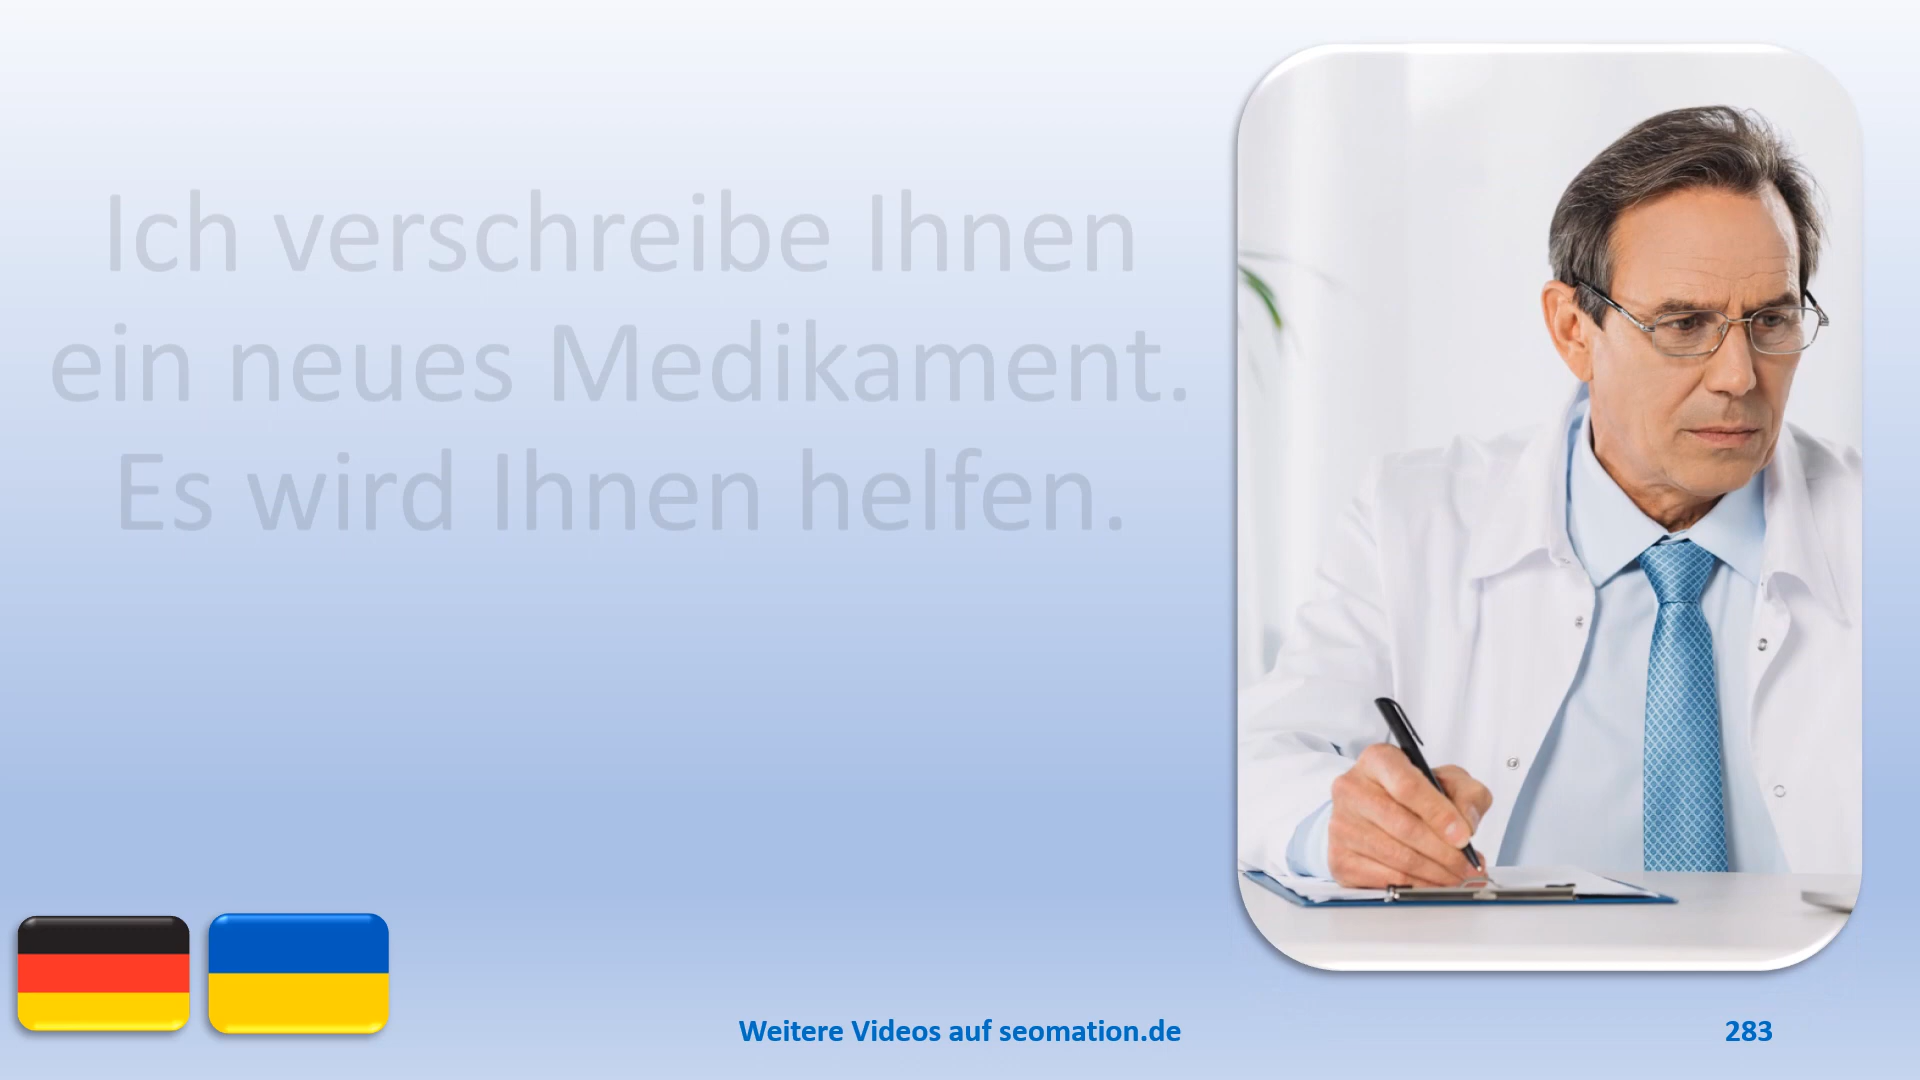 Ich verschreibe Ihnen
ein neues Medikament.
Es wird Ihnen helfen.
Weitere Videos auf seomation.de
283